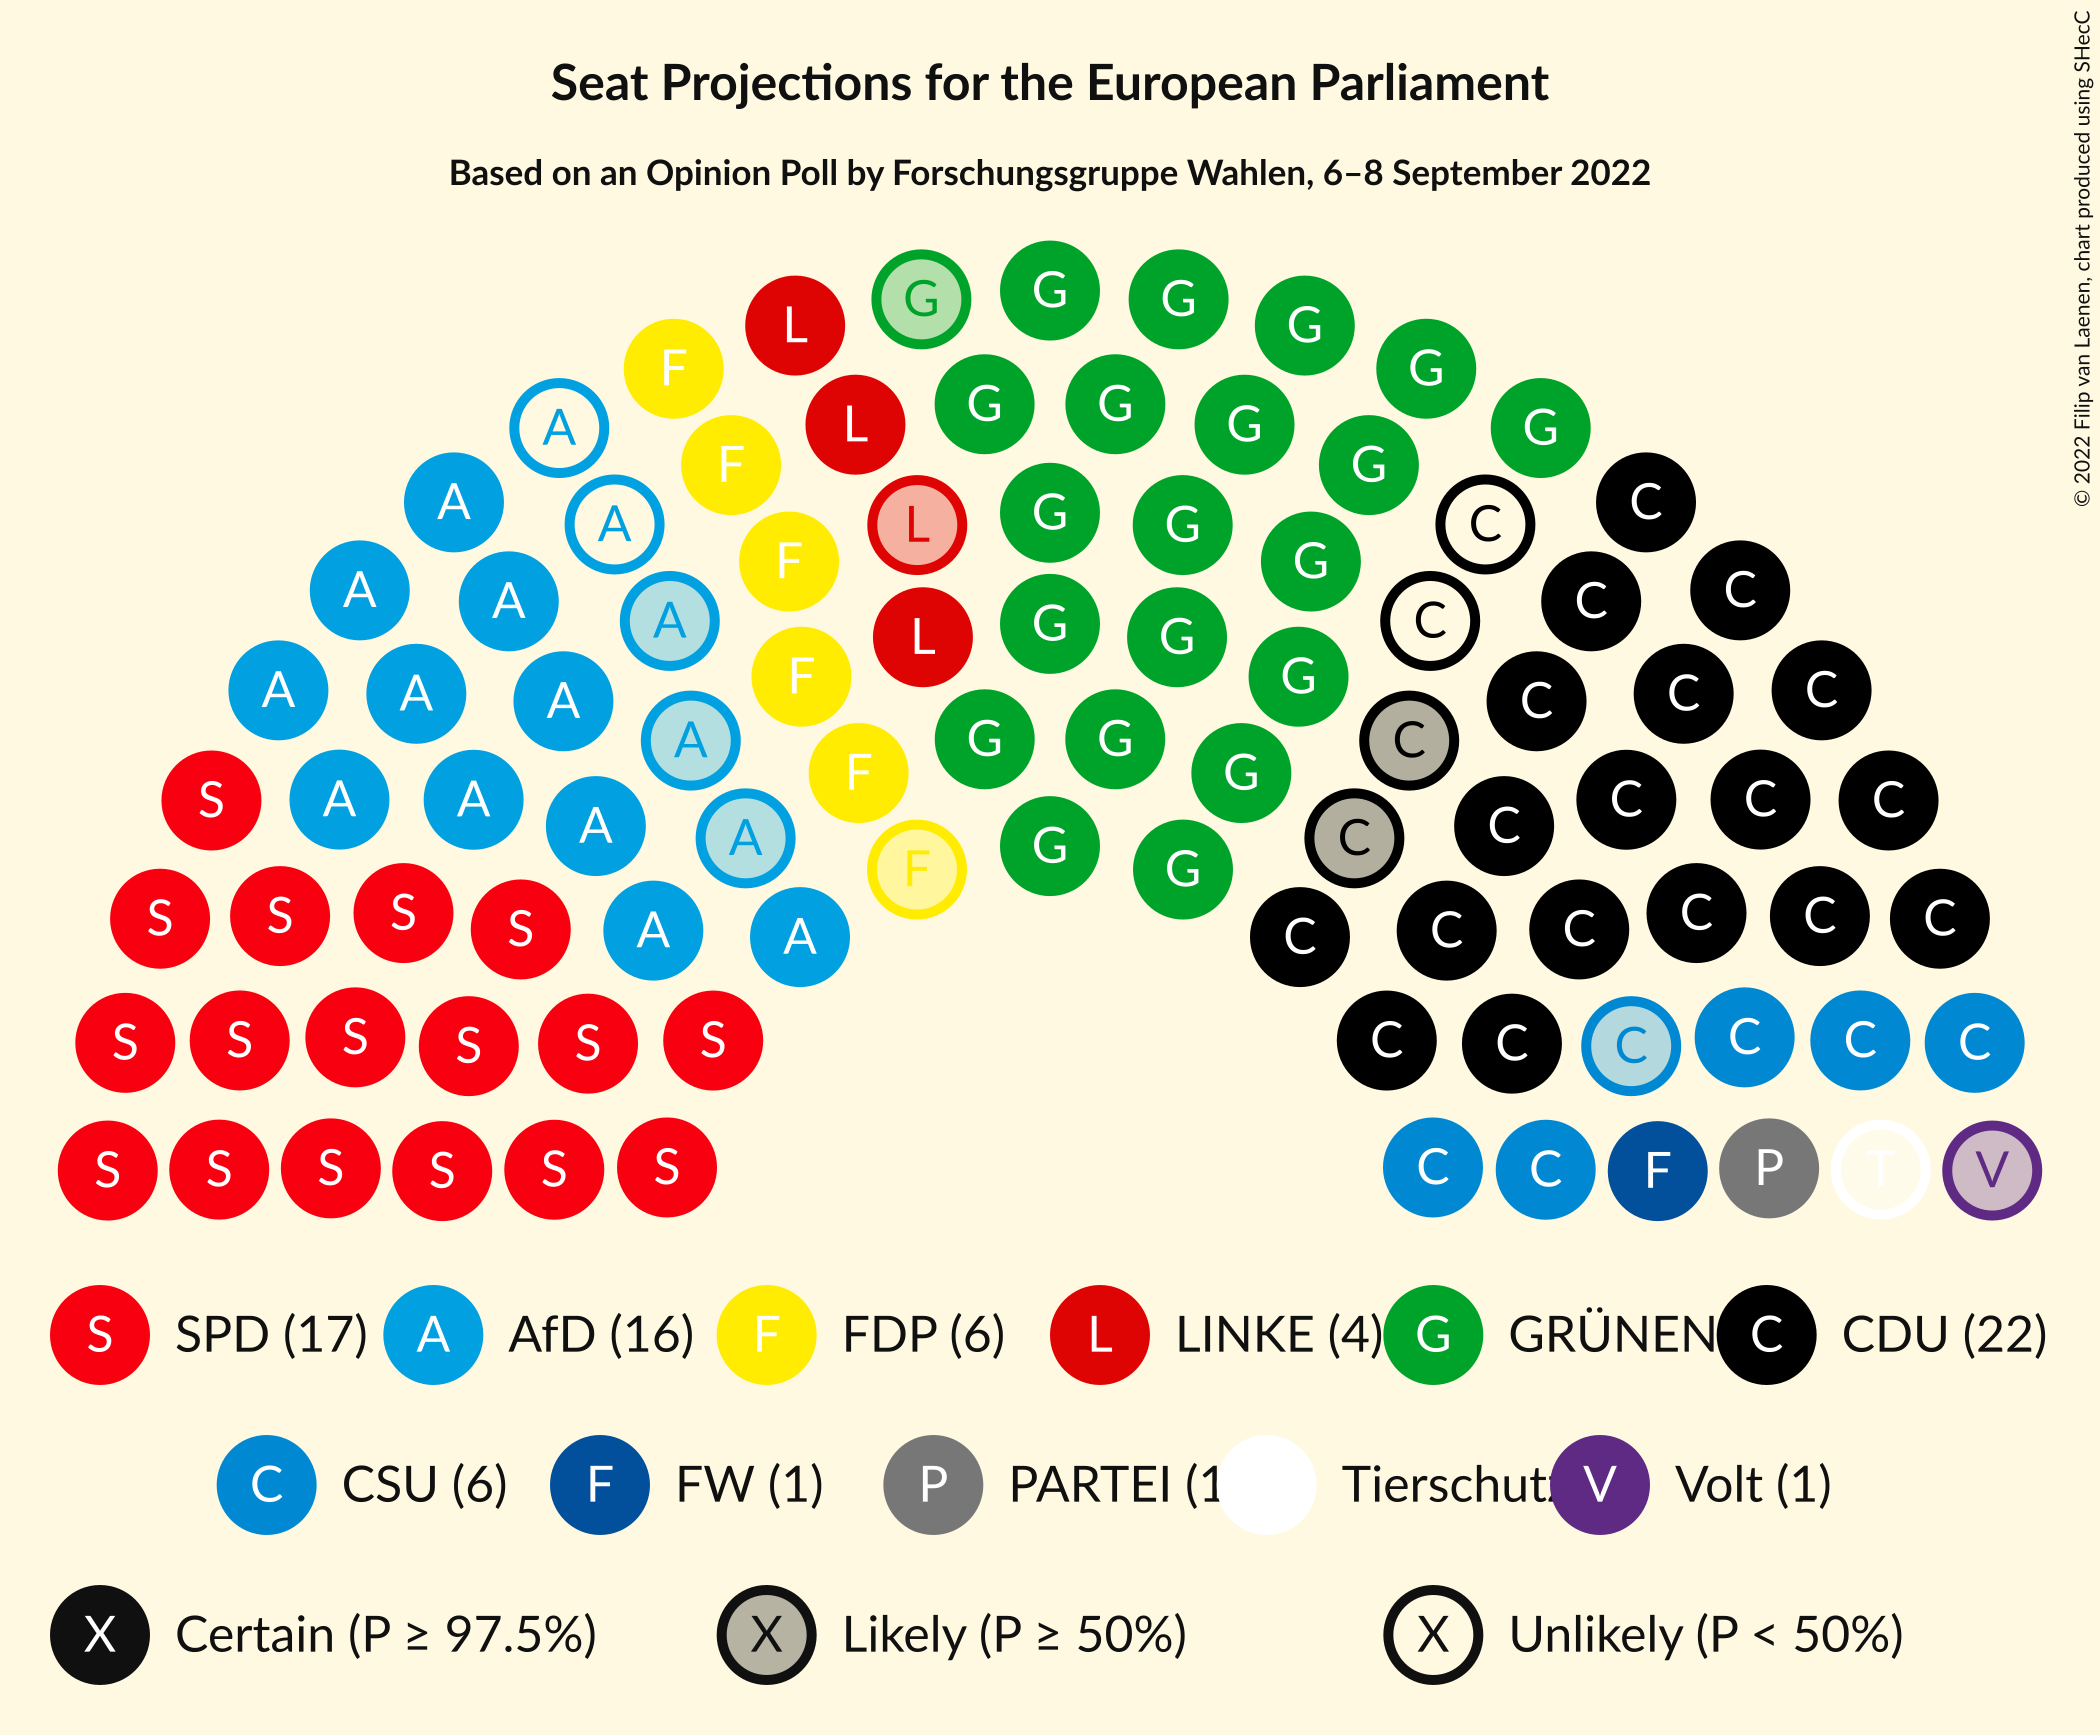 Seat Projections for the European Parliament
Based on an Opinion Poll by Forschungsgruppe Wahlen, 6–8 September 2022
© 2022 Filip van Laenen, chart produced using SHecC
L G G G G
F G
A F L G G G G C C
A A F L G G G C C C
A A A F L G G G C C C C
A A A A F G G G C C C C
S A A A A F G G C C C C C
S S S S A A C C C C C C
S S S S S S C C C C C C
S S S S S S C C F P T V
S SPD (17) A AfD (16) F FDP (6) L LINKE (4) G GRÜNEN C CDU (22)
C CSU (6) F FW (1) P PARTEI (1 Tierschutz V Volt (1)
X Certain (P ≥ 97.5%) X Likely (P ≥ 50%) X Unlikely (P < 50%)